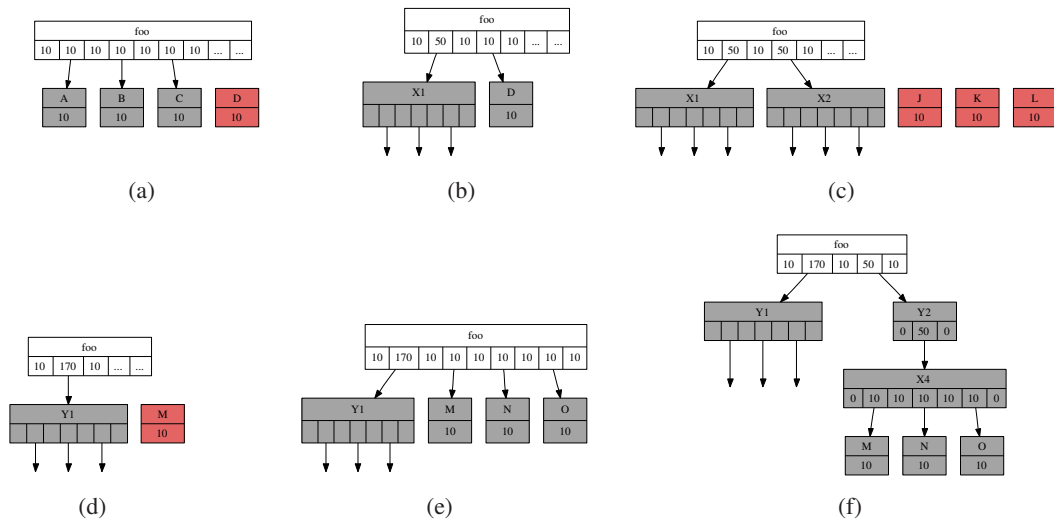 foo
10 10 10 10 10 10 10 ... ...
A B C D
10 10 10 10
(a)
foo
10 50 10 10 10 ... ...
X1 D
10
(b)
foo
10 50 10 50 10 ... ...
X1 X2 J K L
10 10 10
(c)
foo
10 170 10 ... ...
Y1 M
10
(d)
foo
10 170 10 10 10 10 10 10 10
Y1 M N O
10 10 10
(e)
foo
10 170 10 50 10
Y1 Y2
0 50 0
X4
0 10 10 10 10 10 0
M N O
10 10 10
(f)